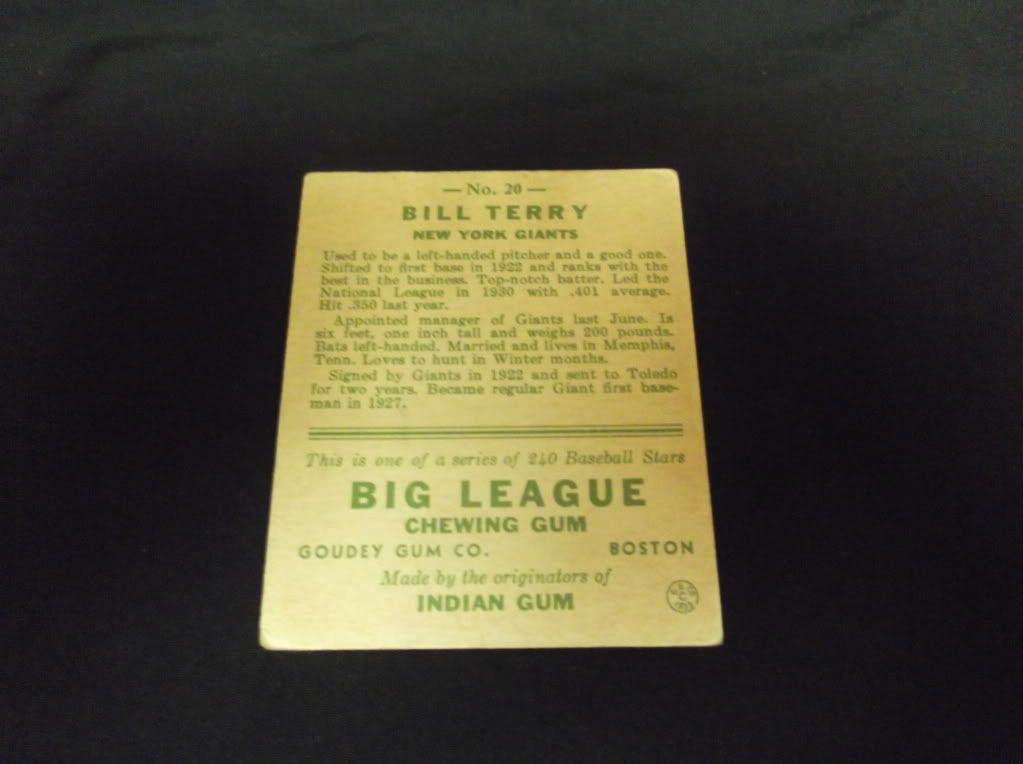 — No. 20 —
BILL TERRY
NEW YORK GIANTS
Used to be a left-handed pitcher and a good one.
Shifted to first base in 1922 and ranks with the
best in the business. Top-notch batter. Led the
National League in 1930 with .401 average.
Hit .350 last year.
Appointed manager of Giants last June. Is
six feet, one inch tall and weighs 200 pounds.
Bats left-handed. Married and lives in Memphis,
Tenn. Loves to hunt in Winter months.
Signed by Giants in 1922 and sent to Toledo
for two years. Became regular Giant first base-
man in 1927.
This is one of a series of 240 Baseball Stars
BIG LEAGUE
CHEWING GUM
GOUDEY GUM CO. BOSTON
Made by the originators of
INDIAN GUM